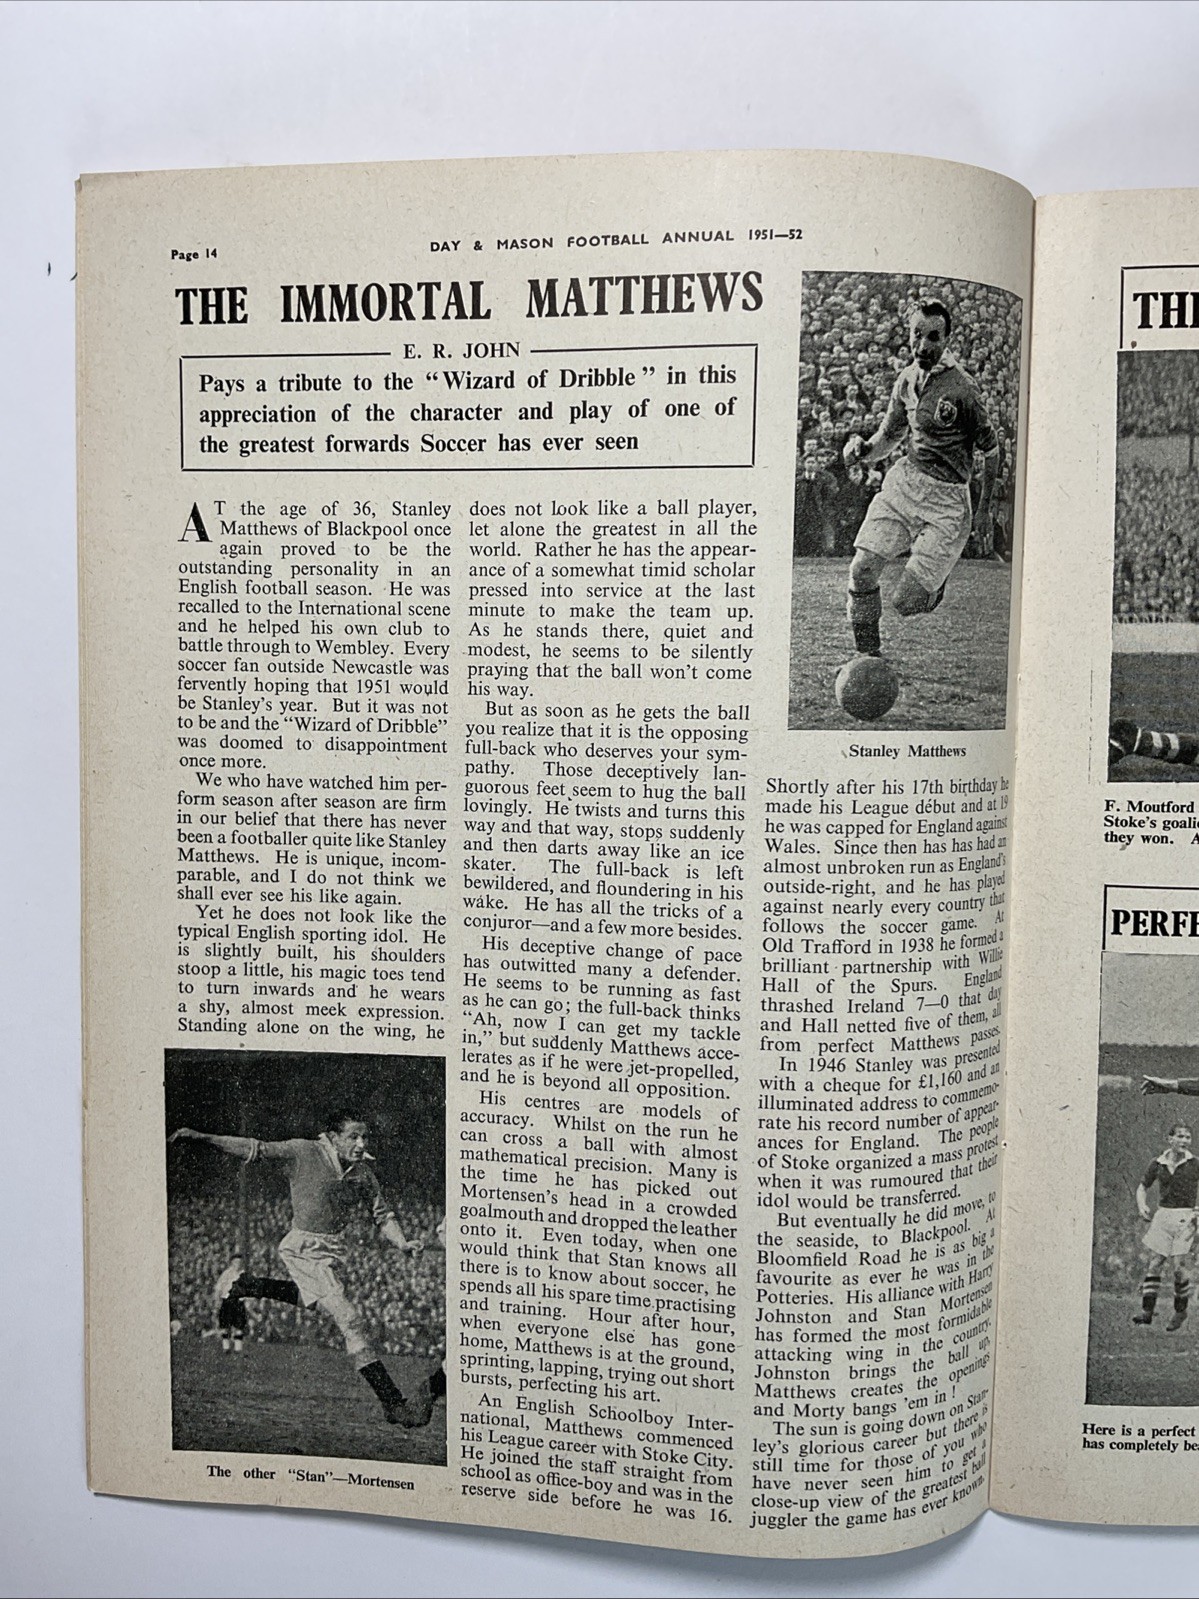 Page 14
DAY & MASON FOOTBALL ANNUAL 1951—52
THE IMMORTAL MATTHEWS
E. R. JOHN
Pays a tribute to the “Wizard of Dribble” in this
appreciation of the character and play of one of
the greatest forwards Soccer has ever seen
AT the age of 36, Stanley
Matthews of Blackpool once
again proved to be the
outstanding personality in an
English football season. He was
recalled to the International scene
and he helped his own club to
battle through to Wembley. Every
soccer fan outside Newcastle was
fervently hoping that 1951 would
be Stanley's year. But it was not
to be and the “Wizard of Dribble”
was doomed to disappointment
once more.
We who have watched him per-
form season after season are firm
in our belief that there has never
been a footballer quite like Stanley
Matthews. He is unique, incom-
parable, and I do not think we
shall ever see his like again.
Yet he does not look like the
typical English sporting idol. He
is slightly built, his shoulders
stoop a little, his magic toes tend
to turn inwards and he wears
a shy, almost meek expression.
Standing alone on the wing, he
The other “Stan”—Mortensen
does not look like a ball player,
let alone the greatest in all the
world. Rather he has the appear-
ance of a somewhat timid scholar
pressed into service at the last
minute to make the team up.
As he stands there, quiet and
modest, he seems to be silently
praying that the ball won't come
his way.
But as soon as he gets the ball
you realize that it is the opposing
full-back who deserves your sym-
pathy. Those deceptively lan-
guorous feet seem to hug the ball
lovingly. He twists and turns this
way and that way, stops suddenly
and then darts away like an ice
skater. The full-back is left
bewildered, and floundering in his
wake. He has all the tricks of a
conjuror—and a few more besides.
His deceptive change of pace
has outwitted many a defender.
He seems to be running as fast
as he can go; the full-back thinks
“Ah, now I can get my tackle
in,” but suddenly Matthews acce-
lerates as if he were jet-propelled,
and he is beyond all opposition.
His centres are models of
accuracy. Whilst on the run he
can cross a ball with almost
mathematical precision. Many is
the time he has picked out
Mortensen's head in a crowded
goalmouth and dropped the leather
onto it. Even today, when one
would think that Stan knows all
there is to know about soccer, he
spends all his spare time practising
and training. Hour after hour,
when everyone else has gone
home, Matthews is at the ground,
sprinting, lapping, trying out short
bursts, perfecting his art.
An English Schoolboy Inter-
national, Matthews commenced
his League career with Stoke City.
He joined the staff straight from
school as office-boy and was in the
reserve side before he was 16.
Stanley Matthews
Shortly after his 17th birthday he
made his League début and at 19
he was capped for England against
Wales. Since then has has had an
almost unbroken run as England's
outside-right, and he has played
against nearly every country that
follows the soccer game. At
Old Trafford in 1938 he formed a
brilliant partnership with Willie
Hall of the Spurs. England
thrashed Ireland 7—0 that day
and Hall netted five of them, all
from perfect Matthews passes.
In 1946 Stanley was presented
with a cheque for £1,160 and an
illuminated address to commemo-
rate his record number of appear-
ances for England. The people
of Stoke organized a mass protest
when it was rumoured that their
idol would be transferred.
But eventually he did move, to
the seaside, to Blackpool. At
Bloomfield Road he is as big a
favourite as ever he was in the
Potteries. His alliance with Harry
Johnston and Stan Mortensen
has formed the most formidable
attacking wing in the country.
Johnston brings the ball up,
Matthews creates the openings
and Morty bangs 'em in!
The sun is going down on Stan-
ley's glorious career but there is
still time for those of you who
have never seen him to get a
close-up view of the greatest ball
juggler the game has ever known.
F. Moutford
Stoke's
they won. A
Here is a perfect
has completely